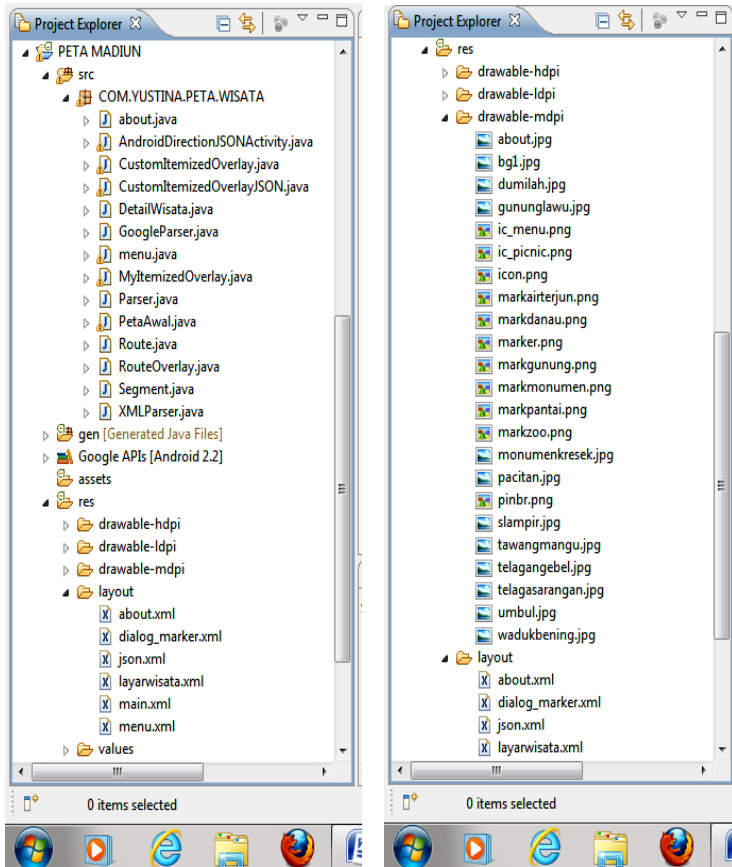 Project Explorer
PETA MADIUN
src
COM.YUSTINA.PETA.WISATA
about.java
AndroidDirectionJSONActivity.java
CustomItemizedOverlay.java
CustomItemizedOverlayJSON.java
DetailWisata.java
GoogleParser.java
menu.java
MyItemizedOverlay.java
Parser.java
PetaAwal.java
Route.java
RouteOverlay.java
Segment.java
XMLParser.java
gen [Generated Java Files]
Google APIs [Android 2.2]
assets
res
drawable-hdpi
drawable-ldpi
drawable-mdpi
layout
about.xml
dialog_marker.xml
json.xml
layarwisata.xml
main.xml
menu.xml
values
0 items selected
Project Explorer
res
drawable-hdpi
drawable-ldpi
drawable-mdpi
about.jpg
bg1.jpg
dumilah.jpg
gununglawu.jpg
ic_menu.png
ic_picnic.png
icon.png
markairterjun.png
markdanau.png
marker.png
markgunung.png
markmonumen.png
markpantai.png
markzoo.png
monumenkresek.jpg
pacitan.jpg
pinbr.png
slampir.jpg
tawangmangu.jpg
telagangebel.jpg
telagasarangan.jpg
umbul.jpg
wadukbening.jpg
layout
about.xml
dialog_marker.xml
json.xml
layarwisata.xml
0 items selected